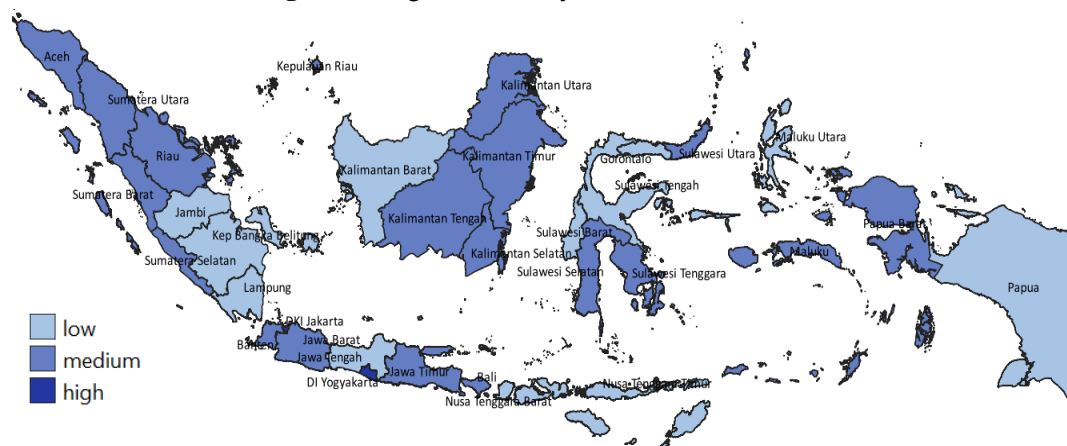 Aceh
Kepulauan Riau
Kalimantan Utara
Sumatera Utara
Maluku Utara
Riau
Kalimantan Timur
Gorontalo
Sulawesi Utara
Kalimantan Barat
Sumatera Barat
Sulawesi Tengah
Jambi
Kalimantan Tengah
Papua Barat
Kep Bangka Belitung
Sulawesi Barat
Kalimantan Selatan
Maluku
Sumatera Selatan
Sulawesi Selatan
Sulawesi Tenggara
Lampung
Papua
DKI Jakarta
Banten
Jawa Barat
Jawa Tengah
Jawa Timur
Bali
DI Yogyakarta
Nusa Tenggara Timur
Nusa Tenggara Barat
low
medium
high